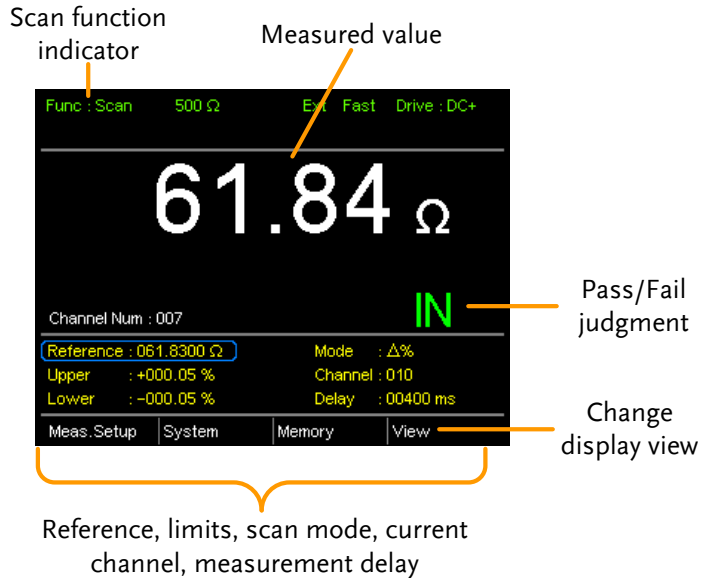 Scan function
indicator
Measured value
Func : Scan 500 Ω Ext Fast Drive : DC+
61.84 Ω
IN
Channel Num : 007
Pass/Fail
judgment
Reference : 061.8300 Ω Mode : Δ%
Upper : +000.05 % Channel : 010
Lower : -000.05 % Delay : 00400 ms
Meas.Setup System Memory View
Change
display view
Reference, limits, scan mode, current
channel, measurement delay